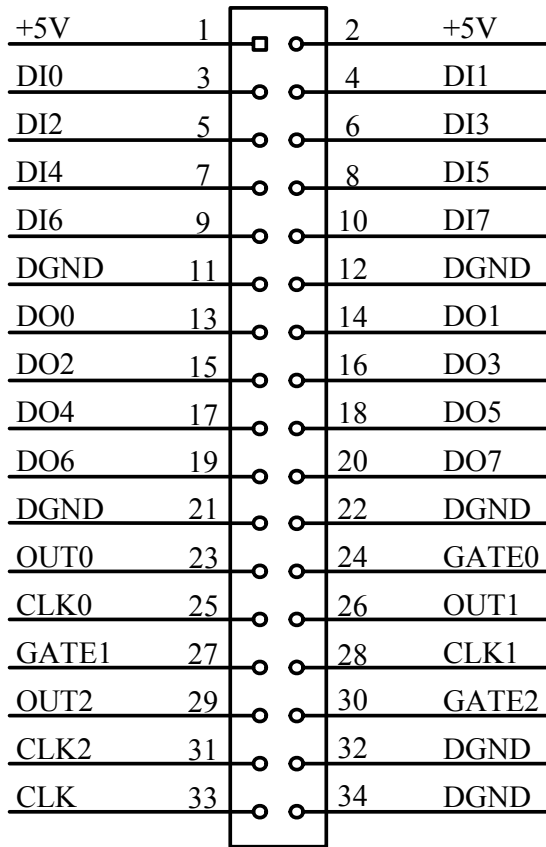 +5V 1 2 +5V
DI0 3 4 DI1
DI2 5 6 DI3
DI4 7 8 DI5
DI6 9 10 DI7
DGND 11 12 DGND
DO0 13 14 DO1
DO2 15 16 DO3
DO4 17 18 DO5
DO6 19 20 DO7
DGND 21 22 DGND
OUT0 23 24 GATE0
CLK0 25 26 OUT1
GATE1 27 28 CLK1
OUT2 29 30 GATE2
CLK2 31 32 DGND
CLK 33 34 DGND